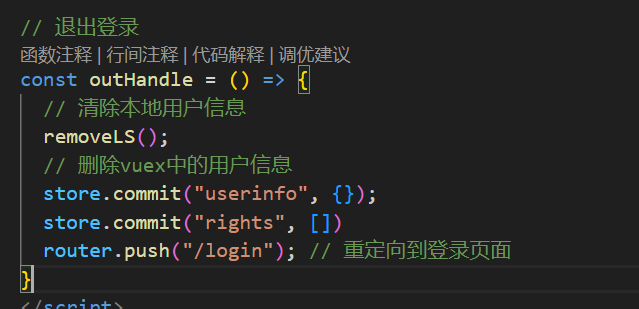 // 退出登录
函数注释 | 行间注释 | 代码解释 | 调优建议
const outHandle = () => {
// 清除本地用户信息
removeLS();
// 删除vuex中的用户信息
store.commit("userinfo", {});
store.commit("rights", [])
router.push("/login"); // 重定向到登录页面
}
</script>